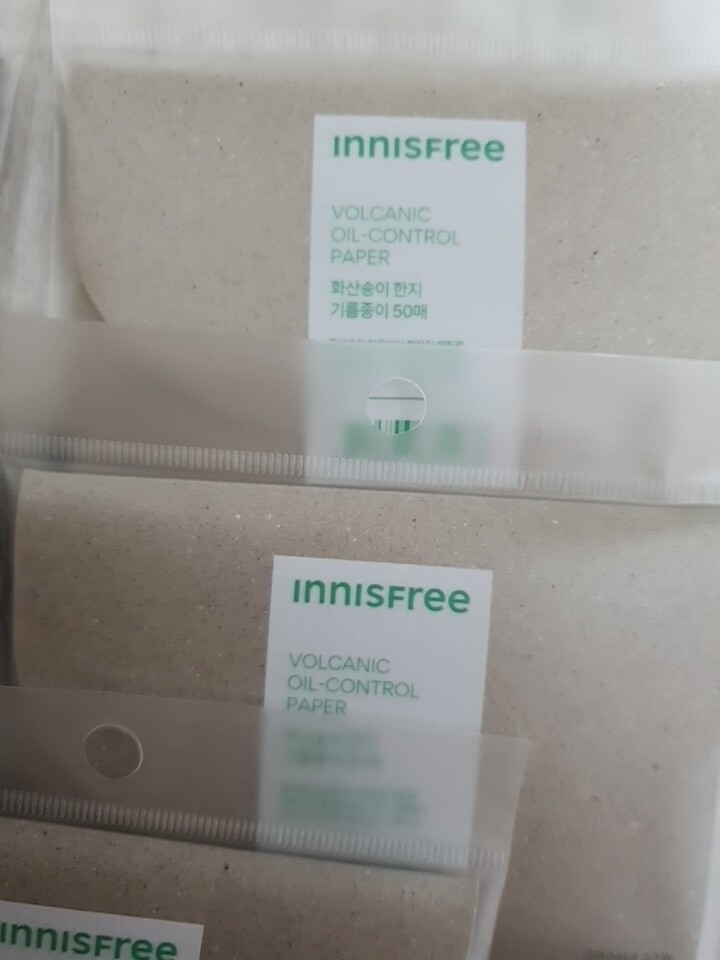 INNISFree
VOLCANIC
OIL-CONTROL
PAPER
화산송이 한지
기름종이 50매
INNISFree
VOLCANIC
OIL-CONTROL
PAPER
INNISFree